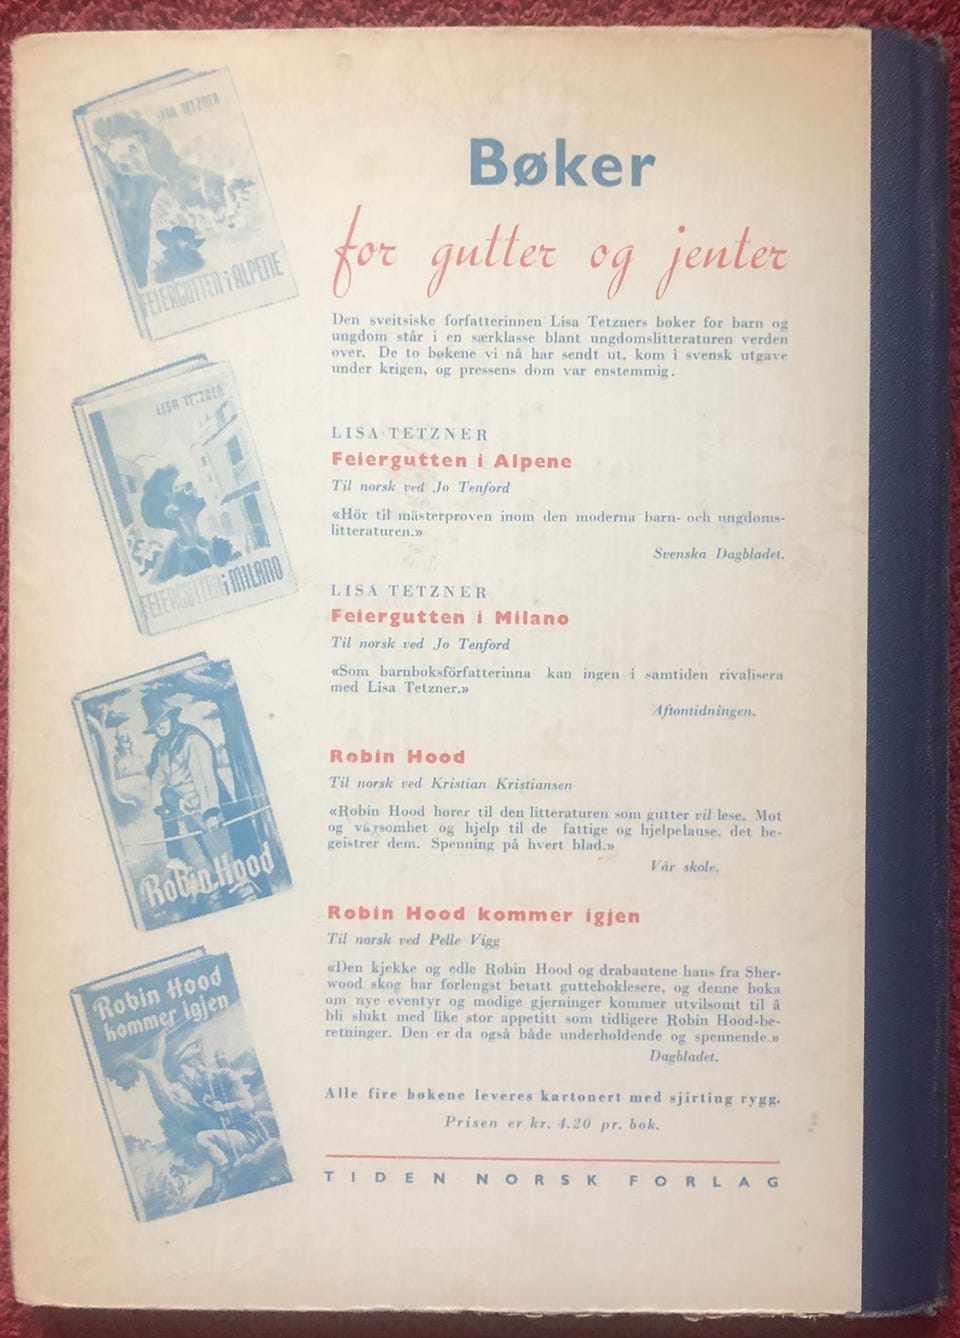 LISA TETZNER
FEIERGUTTEN i ALPENE
LISA TETZNER
FEIERGUTTEN i MILANO
Robin Hood
Robin Hood
kommer igjen
Bøker
for gutter og jenter
Den sveitsiske forfatterinnen Lisa Tetzners bøker for barn og
ungdom står i en særklasse blant ungdomslitteraturen verden
over. De to bøkene vi nå har sendt ut, kom i svensk utgave
under krigen, og pressens dom var enstemmig.
LISA TETZNER
Feiergutten i Alpene
Til norsk ved Jo Tenford
«Hör til mästerproven inom den moderna barn- och ungdoms-
litteraturen.»
Svenska Dagbladet.
LISA TETZNER
Feiergutten i Milano
Til norsk ved Jo Tenford
«Som barnboksförfatterinna kan ingen i samtiden rivalisera
med Lisa Tetzner.»
Aftontidningen.
Robin Hood
Til norsk ved Kristian Kristiansen
«Robin Hood hører til den litteraturen som gutter vil lese. Mot
og vågsomhet og hjelp til de fattige og hjelpelause, det be-
geistrer dem. Spenning på hvert blad.»
Vår skole.
Robin Hood kommer igjen
Til norsk ved Pelle Vigg
«Den kjekke og edle Robin Hood og drabantene hans fra Sher-
wood skog har forlengst betatt gutteboklesere, og denne boka
om nye eventyr og modige gjerninger kommer utvilsomt til å
bli slukt med like stor appetitt som tidligere Robin Hood-be-
retninger. Den er da også både underholdende og spennende.»
Dagbladet.
Alle fire bøkene leveres kartonert med sjirting rygg.
Prisen er kr. 4.20 pr. bok.
TIDEN NORSK FORLAG